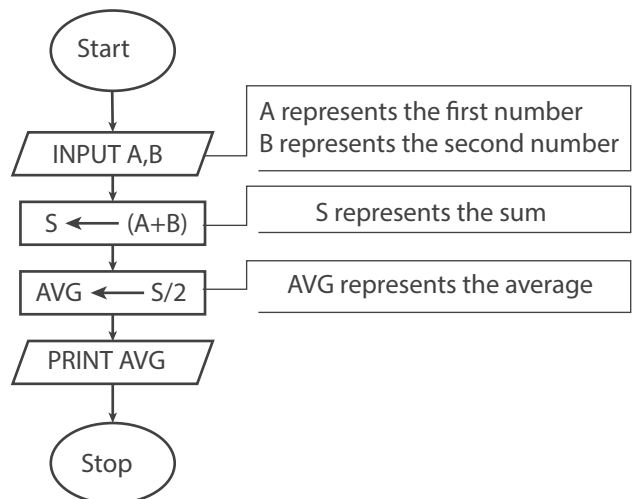 Start
INPUT A,B
A represents the first number
B represents the second number
S ← (A+B)
S represents the sum
AVG ← S/2
AVG represents the average
PRINT AVG
Stop